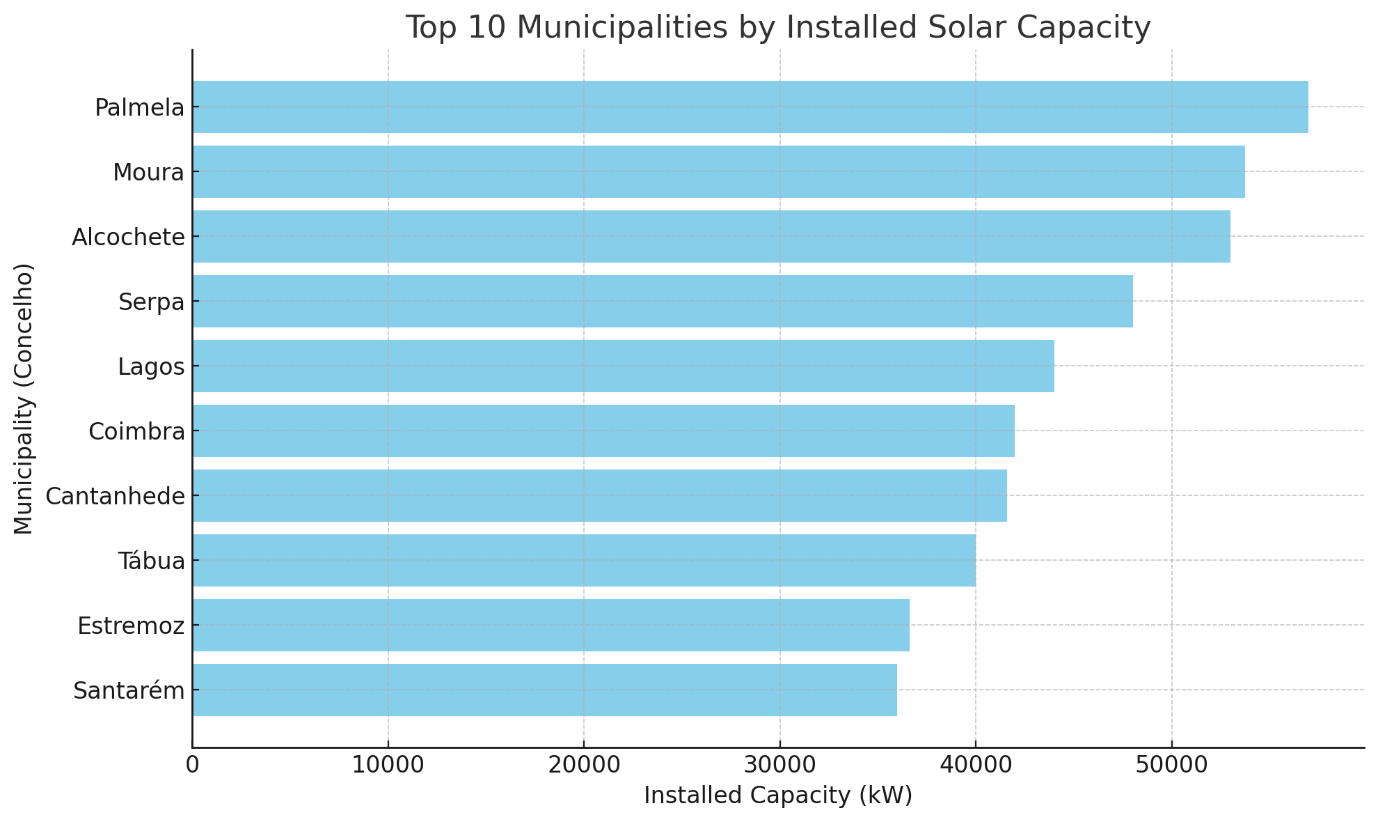 Top 10 Municipalities by Installed Solar Capacity
Municipality (Concelho)
Palmela
Moura
Alcochete
Serpa
Lagos
Coimbra
Cantanhede
Tábua
Estremoz
Santarém
0 10000 20000 30000 40000 50000
Installed Capacity (kW)